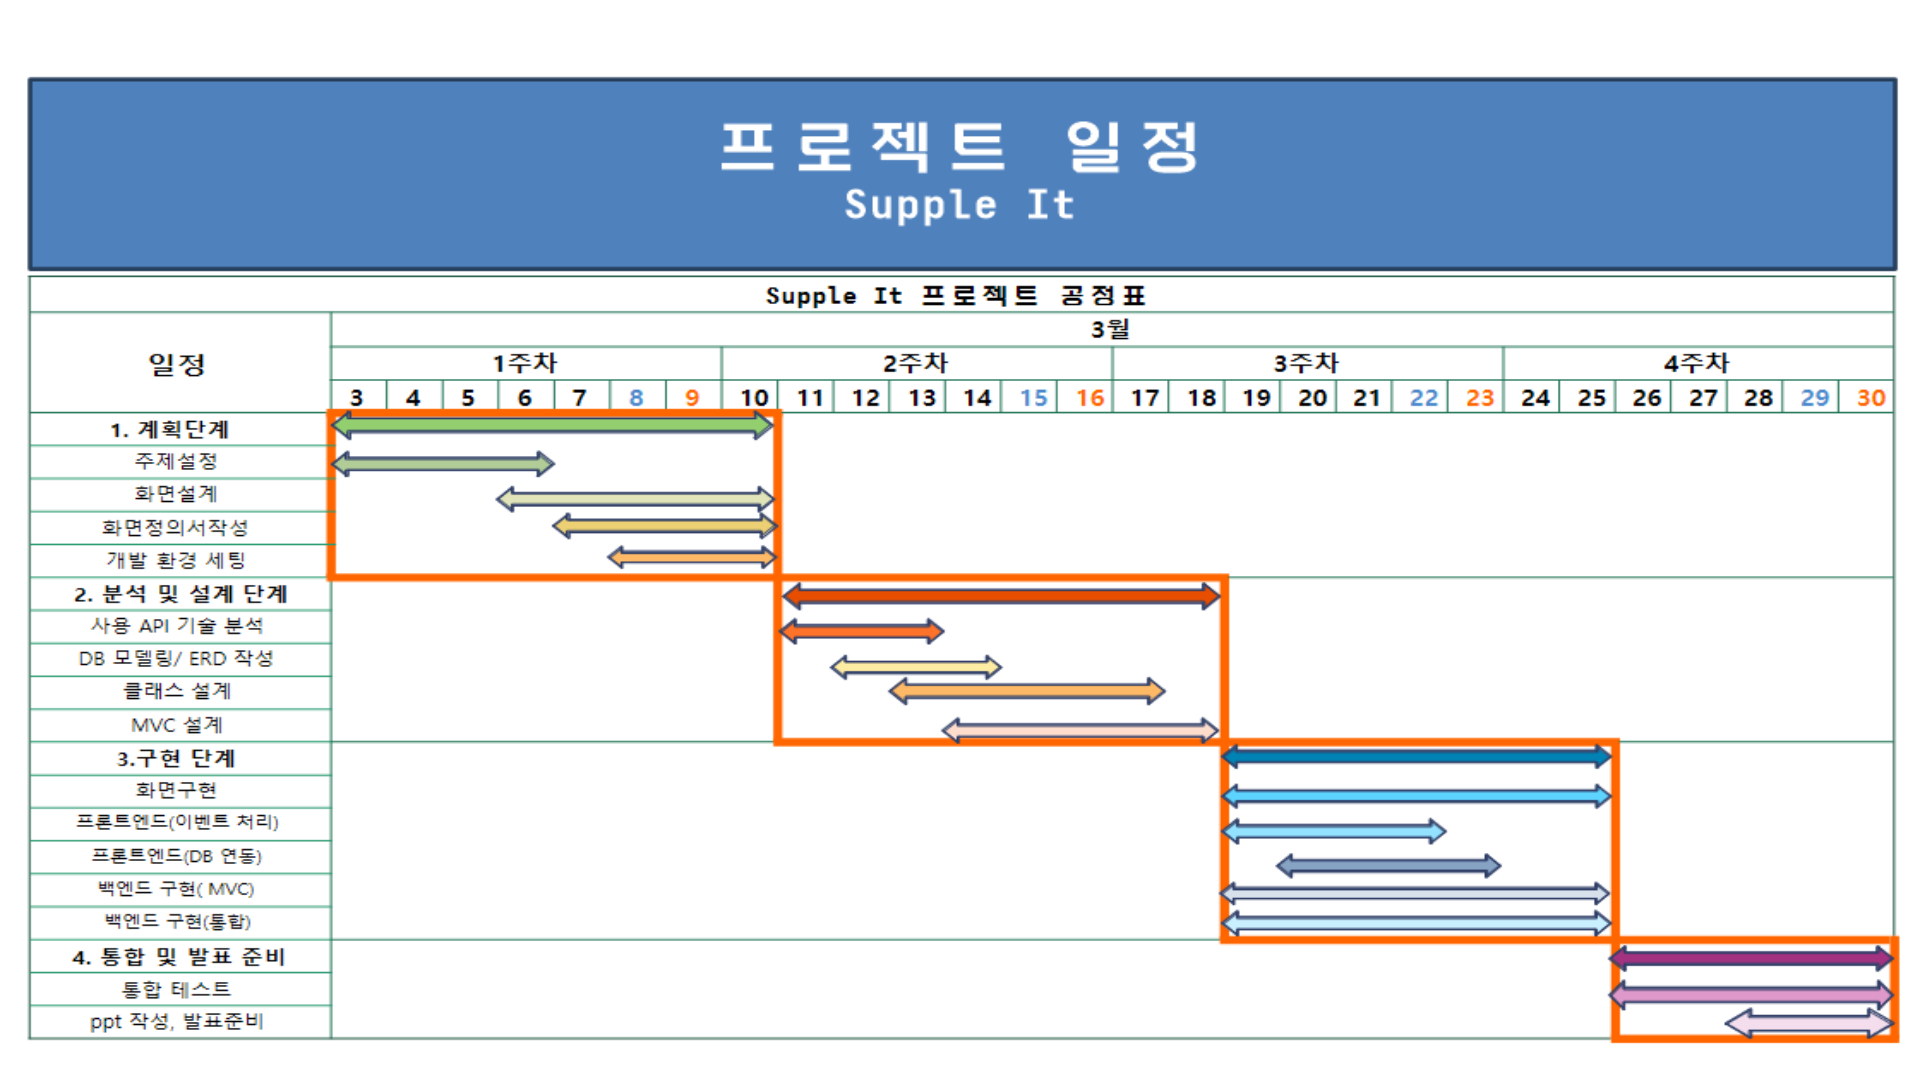 프로젝트 일정
Supple It
Supple It 프로젝트 공정표
일정
3월
1주차 2주차 3주차 4주차
3 4 5 6 7 8 9 10 11 12 13 14 15 16 17 18 19 20 21 22 23 24 25 26 27 28 29 30
1. 계획단계
주제설정
화면설계
화면정의서작성
개발 환경 세팅
2. 분석 및 설계 단계
사용 API 기술 분석
DB 모델링/ ERD 작성
클래스 설계
MVC 설계
3.구현 단계
화면구현
프론트엔드(이벤트 처리)
프론트엔드(DB 연동)
백엔드 구현( MVC)
백엔드 구현(통합)
4. 통합 및 발표 준비
통합 테스트
ppt 작성, 발표준비